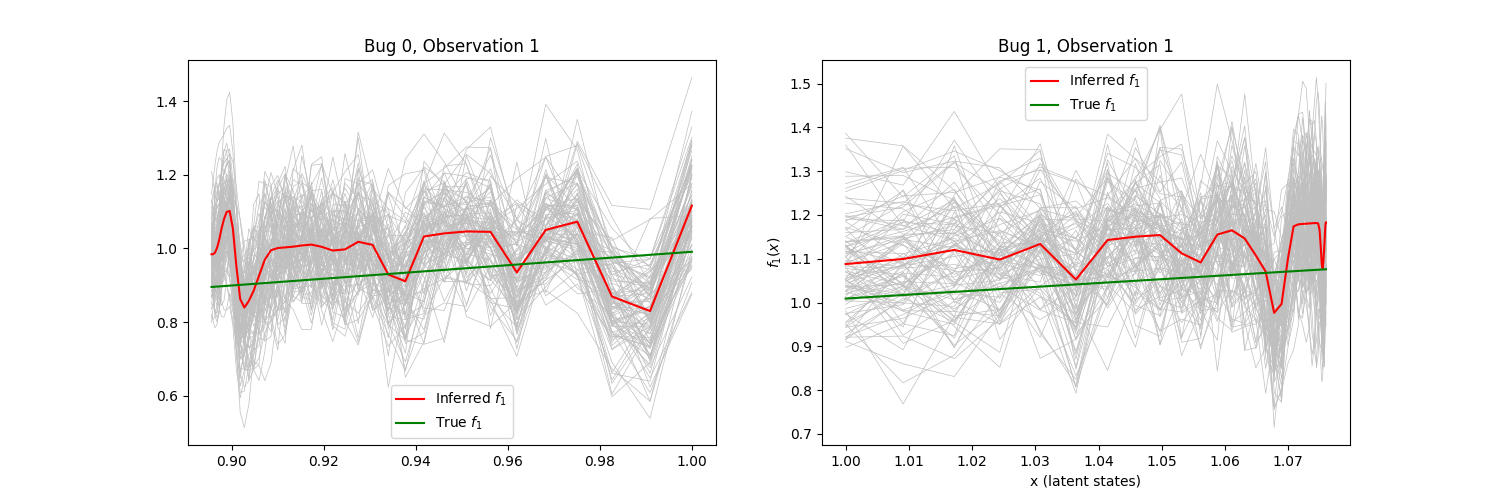 Bug 0, Observation 1
1.4
1.2
1.0
0.8
0.6
Inferred f₁
True f₁
0.90 0.92 0.94 0.96 0.98 1.00
Bug 1, Observation 1
Inferred f₁
True f₁
1.5
1.4
1.3
1.2
1.1
1.0
0.9
0.8
0.7
f₁(x)
1.00 1.01 1.02 1.03 1.04 1.05 1.06 1.07
x (latent states)